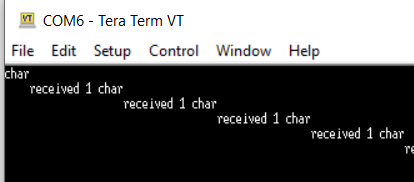 COM6 - Tera Term VT
File Edit Setup Control Window Help
char
received 1 char
received 1 char
received 1 char
received 1 char
re